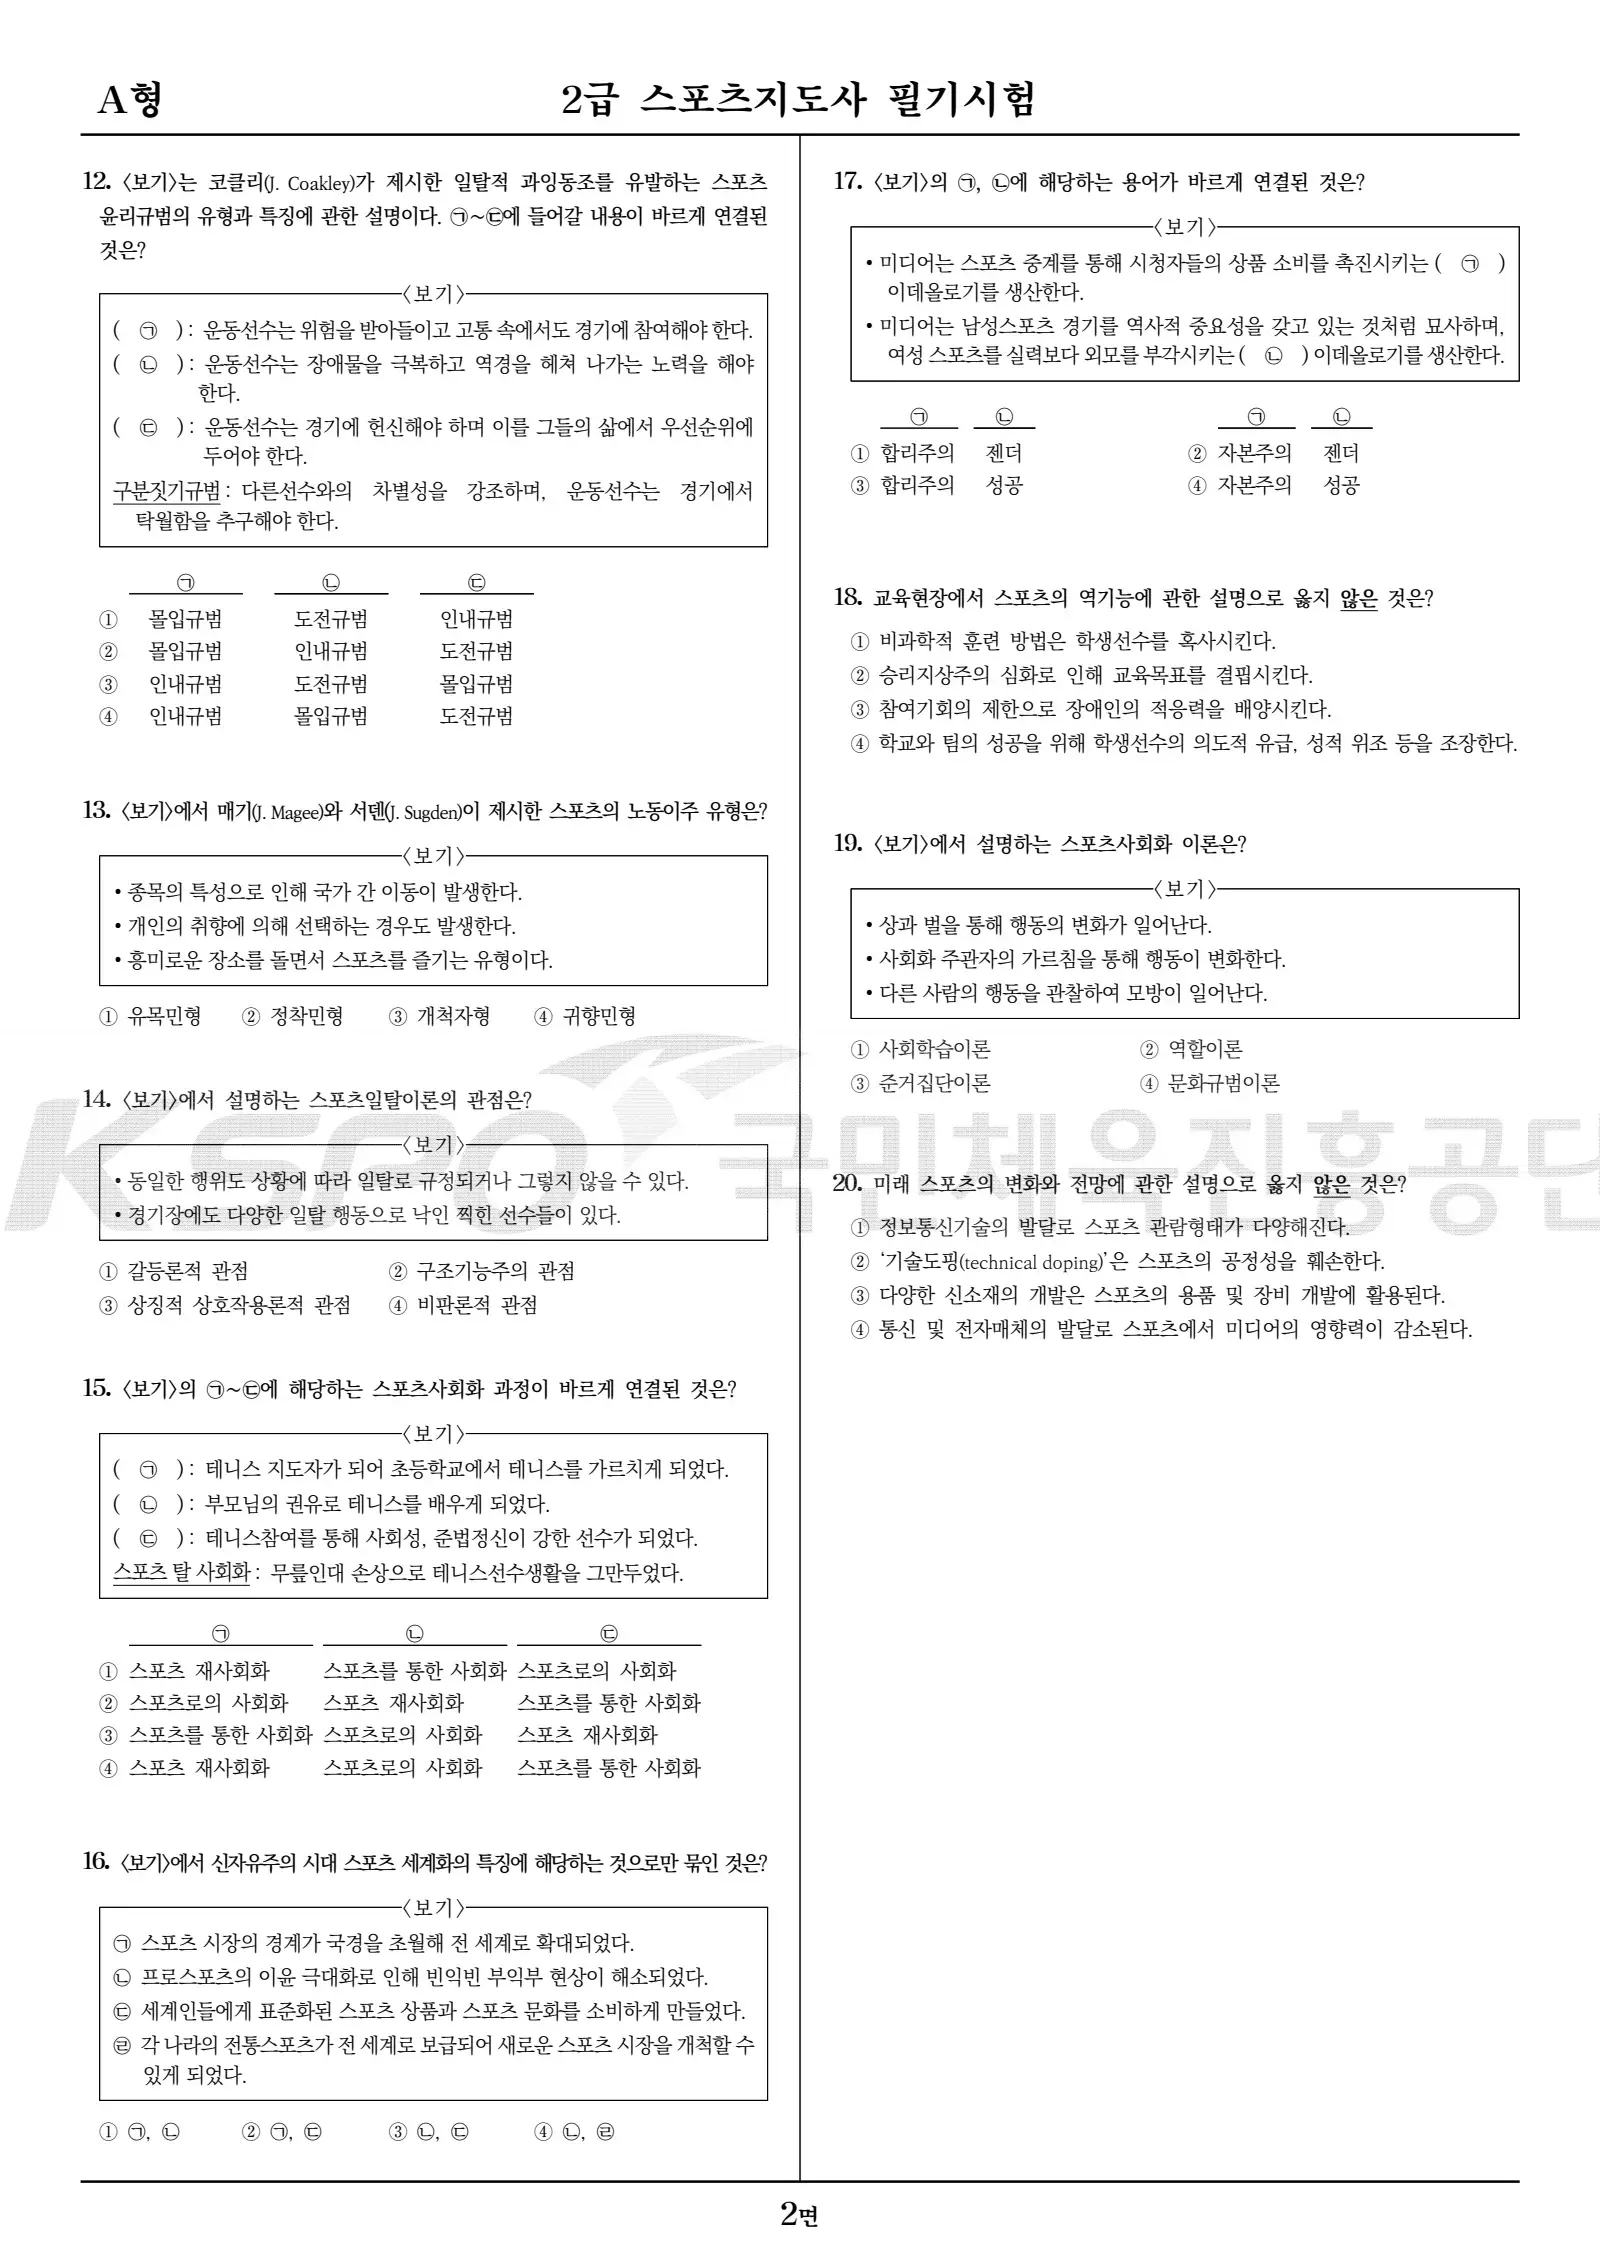 A형
2급 스포츠지도사 필기시험
12. 〈보기〉는 코클리(J. Coakley)가 제시한 일탈적 과잉동조를 유발하는 스포츠
윤리규범의 유형과 특징에 관한 설명이다. ㉠~㉢에 들어갈 내용이 바르게 연결된
것은?
〈보기〉
( ㉠ ) : 운동선수는 위험을 받아들이고 고통 속에서도 경기에 참여해야 한다.
( ㉡ ) : 운동선수는 장애물을 극복하고 역경을 헤쳐 나가는 노력을 해야
한다.
( ㉢ ) : 운동선수는 경기에 헌신해야 하며 이를 그들의 삶에서 우선순위에
두어야 한다.
구분짓기규범 : 다른선수와의 차별성을 강조하며, 운동선수는 경기에서
탁월함을 추구해야 한다.
㉠ ㉡ ㉢
① 몰입규범 도전규범 인내규범
② 몰입규범 인내규범 도전규범
③ 인내규범 도전규범 몰입규범
④ 인내규범 몰입규범 도전규범
13. 〈보기〉에서 매기(J. Magee)와 서덴(J. Sugden)이 제시한 스포츠의 노동이주 유형은?
〈보기〉
• 종목의 특성으로 인해 국가 간 이동이 발생한다.
• 개인의 취향에 의해 선택하는 경우도 발생한다.
• 흥미로운 장소를 돌면서 스포츠를 즐기는 유형이다.
① 유목민형 ② 정착민형 ③ 개척자형 ④ 귀향민형
14. 〈보기〉에서 설명하는 스포츠일탈이론의 관점은?
〈보기〉
• 동일한 행위도 상황에 따라 일탈로 규정되거나 그렇지 않을 수 있다.
• 경기장에도 다양한 일탈 행동으로 낙인 찍힌 선수들이 있다.
① 갈등론적 관점 ② 구조기능주의 관점
③ 상징적 상호작용론적 관점 ④ 비판론적 관점
15. 〈보기〉의 ㉠~㉢에 해당하는 스포츠사회화 과정이 바르게 연결된 것은?
〈보기〉
( ㉠ ) : 테니스 지도자가 되어 초등학교에서 테니스를 가르치게 되었다.
( ㉡ ) : 부모님의 권유로 테니스를 배우게 되었다.
( ㉢ ) : 테니스참여를 통해 사회성, 준법정신이 강한 선수가 되었다.
스포츠 탈 사회화 : 무릎인대 손상으로 테니스선수생활을 그만두었다.
㉠ ㉡ ㉢
① 스포츠 재사회화 스포츠를 통한 사회화 스포츠로의 사회화
② 스포츠로의 사회화 스포츠 재사회화 스포츠를 통한 사회화
③ 스포츠를 통한 사회화 스포츠로의 사회화 스포츠 재사회화
④ 스포츠 재사회화 스포츠로의 사회화 스포츠를 통한 사회화
16. 〈보기〉에서 신자유주의 시대 스포츠 세계화의 특징에 해당하는 것으로만 묶인 것은?
〈보기〉
㉠ 스포츠 시장의 경계가 국경을 초월해 전 세계로 확대되었다.
㉡ 프로스포츠의 이윤 극대화로 인해 빈익빈 부익부 현상이 해소되었다.
㉢ 세계인들에게 표준화된 스포츠 상품과 스포츠 문화를 소비하게 만들었다.
㉣ 각 나라의 전통스포츠가 전 세계로 보급되어 새로운 스포츠 시장을 개척할 수
있게 되었다.
① ㉠, ㉡ ② ㉠, ㉢ ③ ㉡, ㉢ ④ ㉡, ㉣
17. 〈보기〉의 ㉠, ㉡에 해당하는 용어가 바르게 연결된 것은?
〈보기〉
• 미디어는 스포츠 중계를 통해 시청자들의 상품 소비를 촉진시키는 ( ㉠ )
이데올로기를 생산한다.
• 미디어는 남성스포츠 경기를 역사적 중요성을 갖고 있는 것처럼 묘사하며,
여성 스포츠를 실력보다 외모를 부각시키는 ( ㉡ ) 이데올로기를 생산한다.
㉠ ㉡ ㉠ ㉡
① 합리주의 젠더 ② 자본주의 젠더
③ 합리주의 성공 ④ 자본주의 성공
18. 교육현장에서 스포츠의 역기능에 관한 설명으로 옳지 않은 것은?
① 비과학적 훈련 방법은 학생선수를 혹사시킨다.
② 승리지상주의 심화로 인해 교육목표를 결핍시킨다.
③ 참여기회의 제한으로 장애인의 적응력을 배양시킨다.
④ 학교와 팀의 성공을 위해 학생선수의 의도적 유급, 성적 위조 등을 조장한다.
19. 〈보기〉에서 설명하는 스포츠사회화 이론은?
〈보기〉
• 상과 벌을 통해 행동의 변화가 일어난다.
• 사회화 주관자의 가르침을 통해 행동이 변화한다.
• 다른 사람의 행동을 관찰하여 모방이 일어난다.
① 사회학습이론 ② 역할이론
③ 준거집단이론 ④ 문화규범이론
20. 미래 스포츠의 변화와 전망에 관한 설명으로 옳지 않은 것은?
① 정보통신기술의 발달로 스포츠 관람형태가 다양해진다.
② ‘기술도핑(technical doping)’은 스포츠의 공정성을 훼손한다.
③ 다양한 신소재의 개발은 스포츠의 용품 및 장비 개발에 활용된다.
④ 통신 및 전자매체의 발달로 스포츠에서 미디어의 영향력이 감소된다.
KSPO 국민체육진흥공단
2면